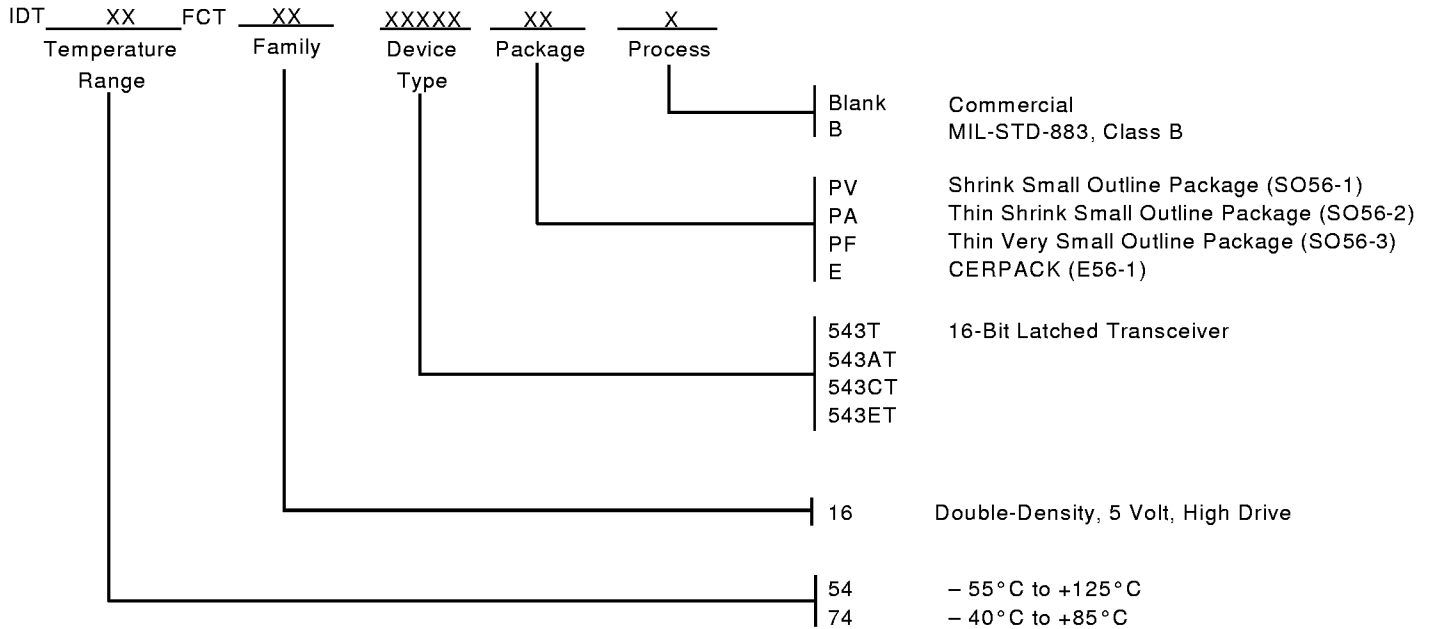 IDT XX FCT XX XXXXX XX X
Temperature Range
Family
Device Type
Package
Process
Blank Commercial
B MIL-STD-883, Class B
PV Shrink Small Outline Package (SO56-1)
PA Thin Shrink Small Outline Package (SO56-2)
PF Thin Very Small Outline Package (SO56-3)
E CERPACK (E56-1)
543T 16-Bit Latched Transceiver
543AT
543CT
543ET
16 Double-Density, 5 Volt, High Drive
54 – 55°C to +125°C
74 – 40°C to +85°C